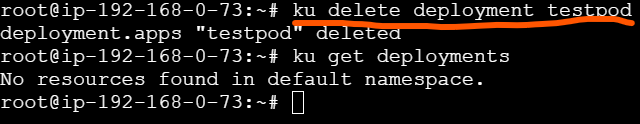 root@ip-192-168-0-73:~# ku delete deployment testpod
deployment.apps "testpod" deleted
root@ip-192-168-0-73:~# ku get deployments
No resources found in default namespace.
root@ip-192-168-0-73:~#